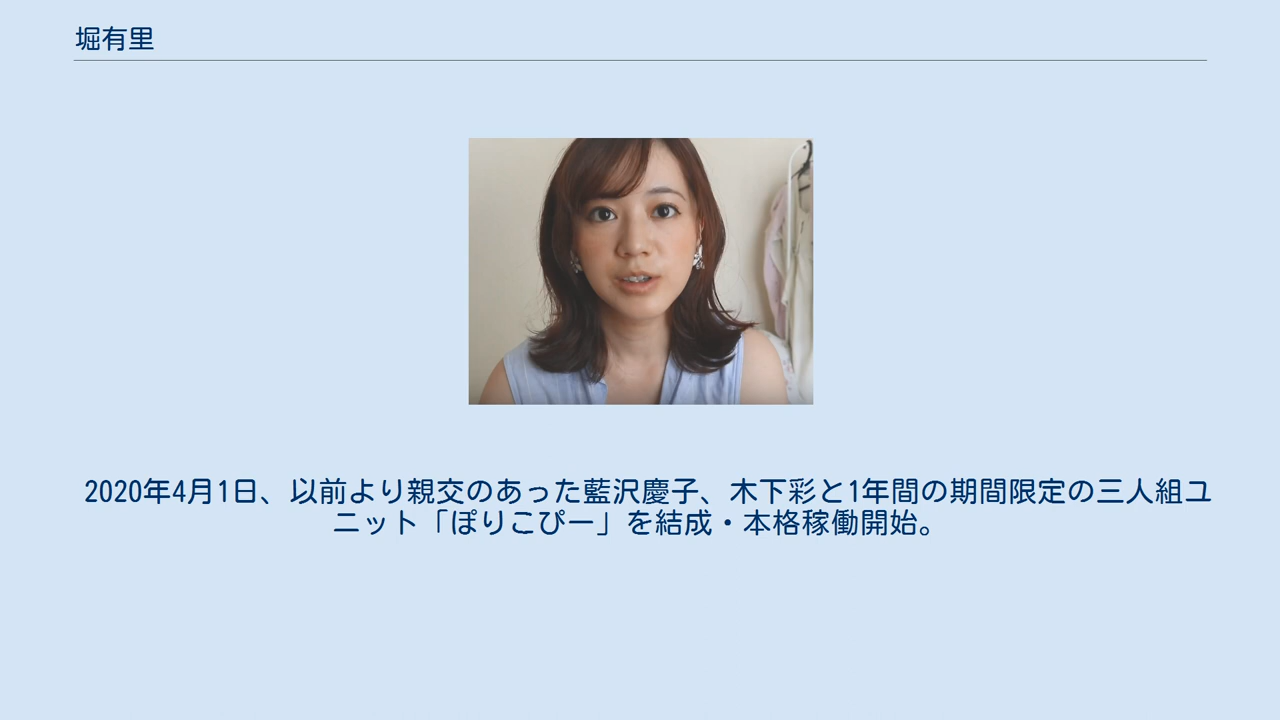 堀有里
2020年4月1日、以前より親交のあった藍沢慶子、木下彩と1年間の期間限定の三人組ユ
ニット「ぽりこぴー」を結成・本格稼働開始。